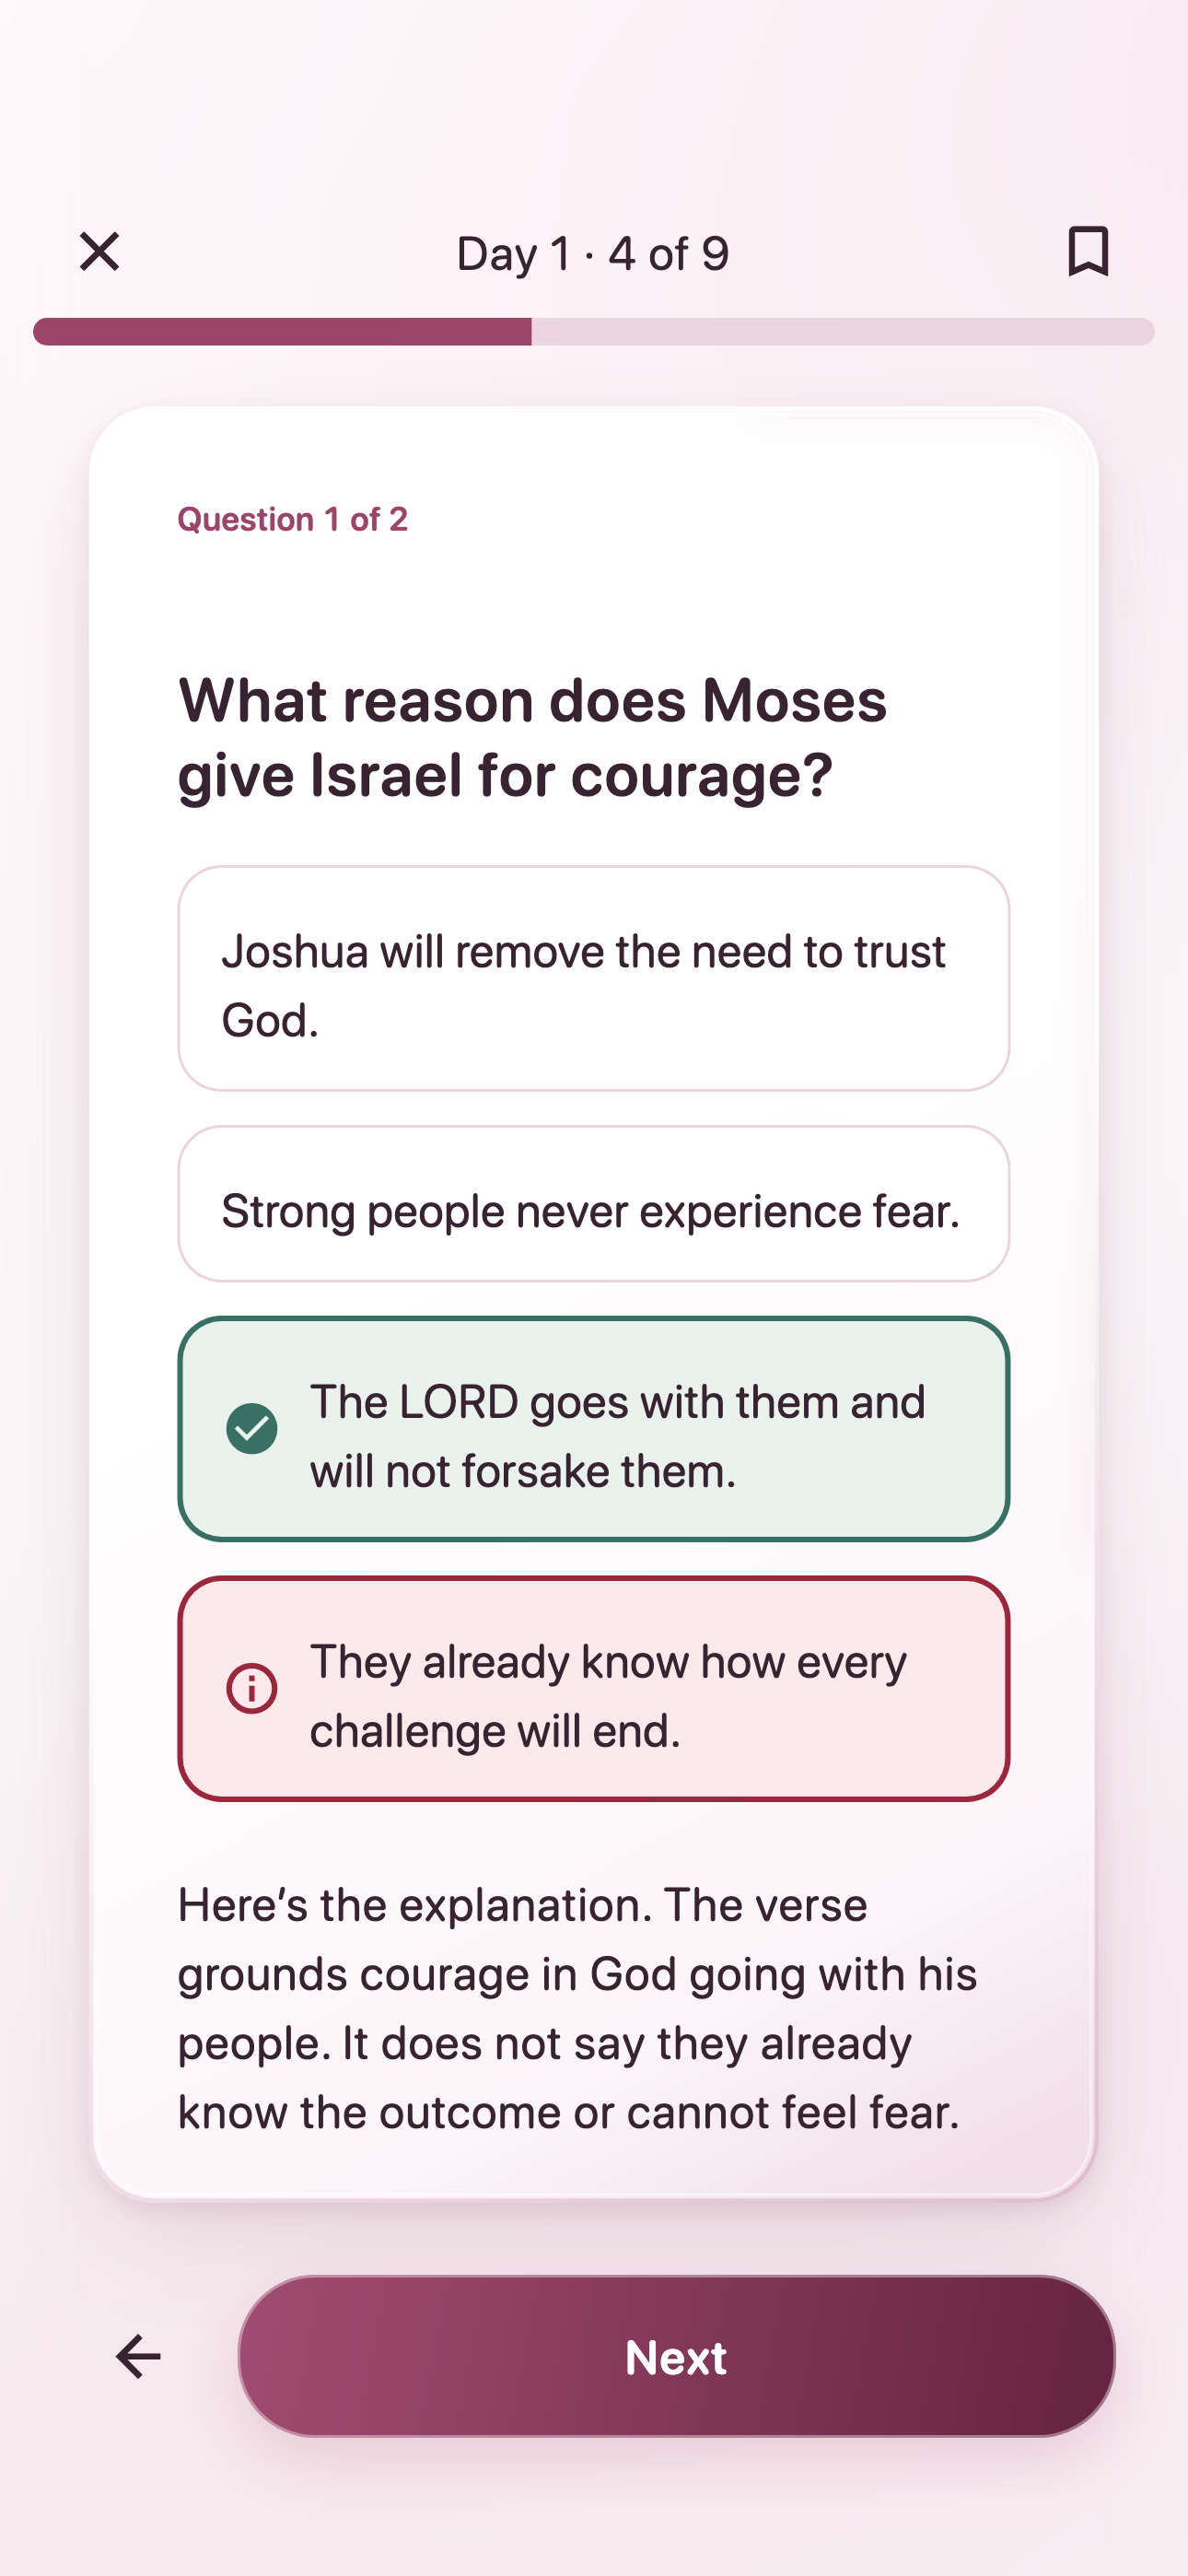 Day 1 · 4 of 9
Question 1 of 2
What reason does Moses
give Israel for courage?
Joshua will remove the need to trust
God.
Strong people never experience fear.
The LORD goes with them and
will not forsake them.
They already know how every
challenge will end.
Here’s the explanation. The verse
grounds courage in God going with his
people. It does not say they already
know the outcome or cannot feel fear.
Next